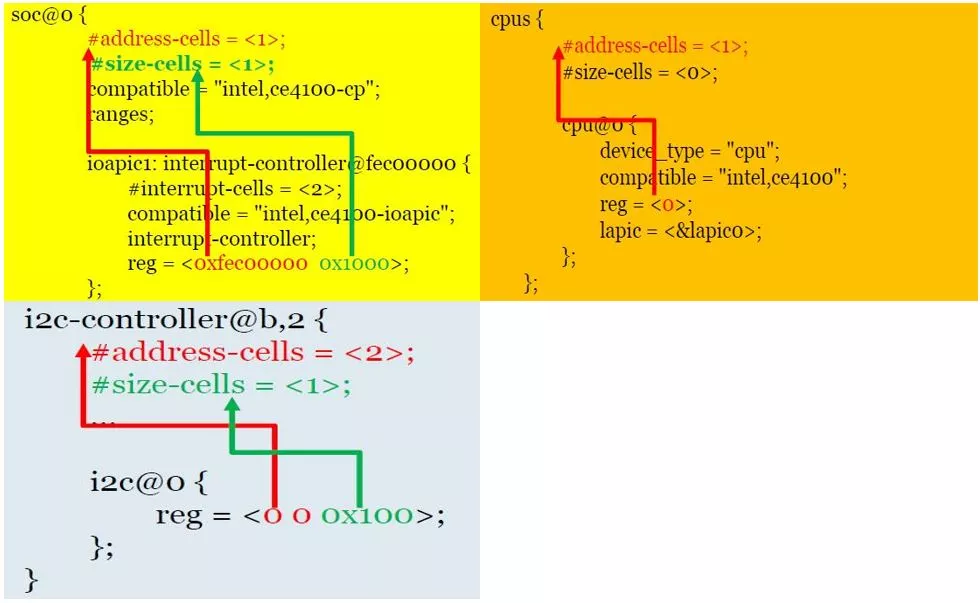 soc@0 {
#address-cells = <1>;
#size-cells = <1>;
compatible = "intel,ce4100-cp";
ranges;
ioapic1: interrupt-controller@fec00000 {
#interrupt-cells = <2>;
compatible = "intel,ce4100-ioapic";
interrupt-controller;
reg = <0xfec00000 0x1000>;
};
cpus {
#address-cells = <1>;
#size-cells = <0>;
cpu@0 {
device_type = "cpu";
compatible = "intel,ce4100";
reg = <0>;
lapic = <&lapic0>;
};
};
i2c-controller@b,2 {
#address-cells = <2>;
#size-cells = <1>;
...
i2c@0 {
reg = <0 0 0x100>;
};
}